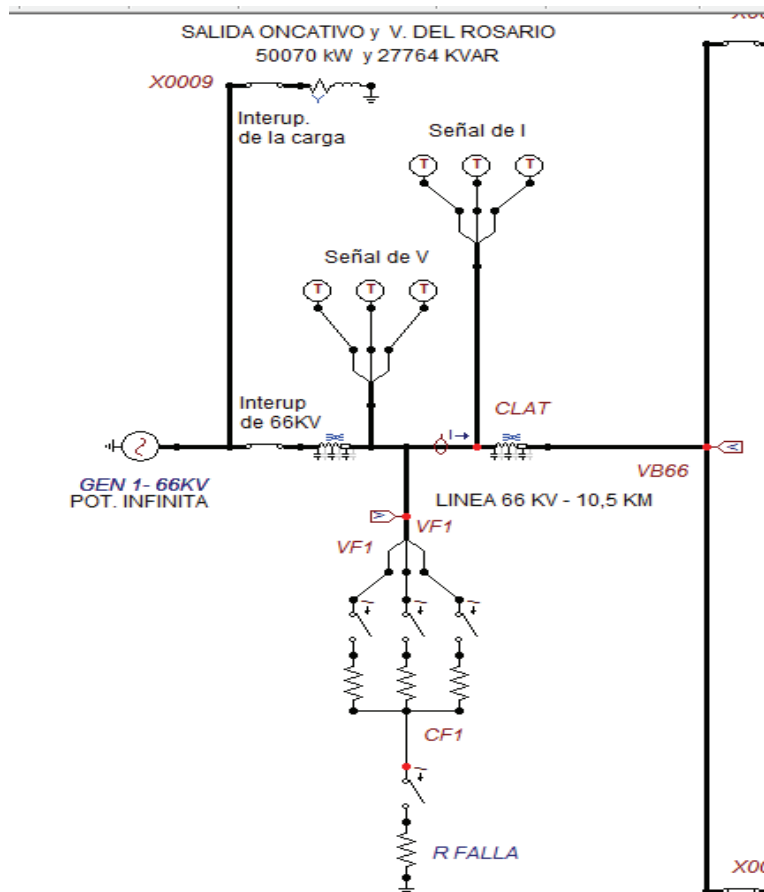 SALIDA ONCATIVO y V. DEL ROSARIO
50070 kW y 27764 KVAR
X0009
Interup.
de la carga
Y
Señal de I
T T T
Señal de V
T T T
Interup
de 66KV
I
CLAT
GEN 1- 66KV
POT. INFINITA
LINEA 66 KV - 10,5 KM
VB66
V
V
VF1
VF1
CF1
R FALLA